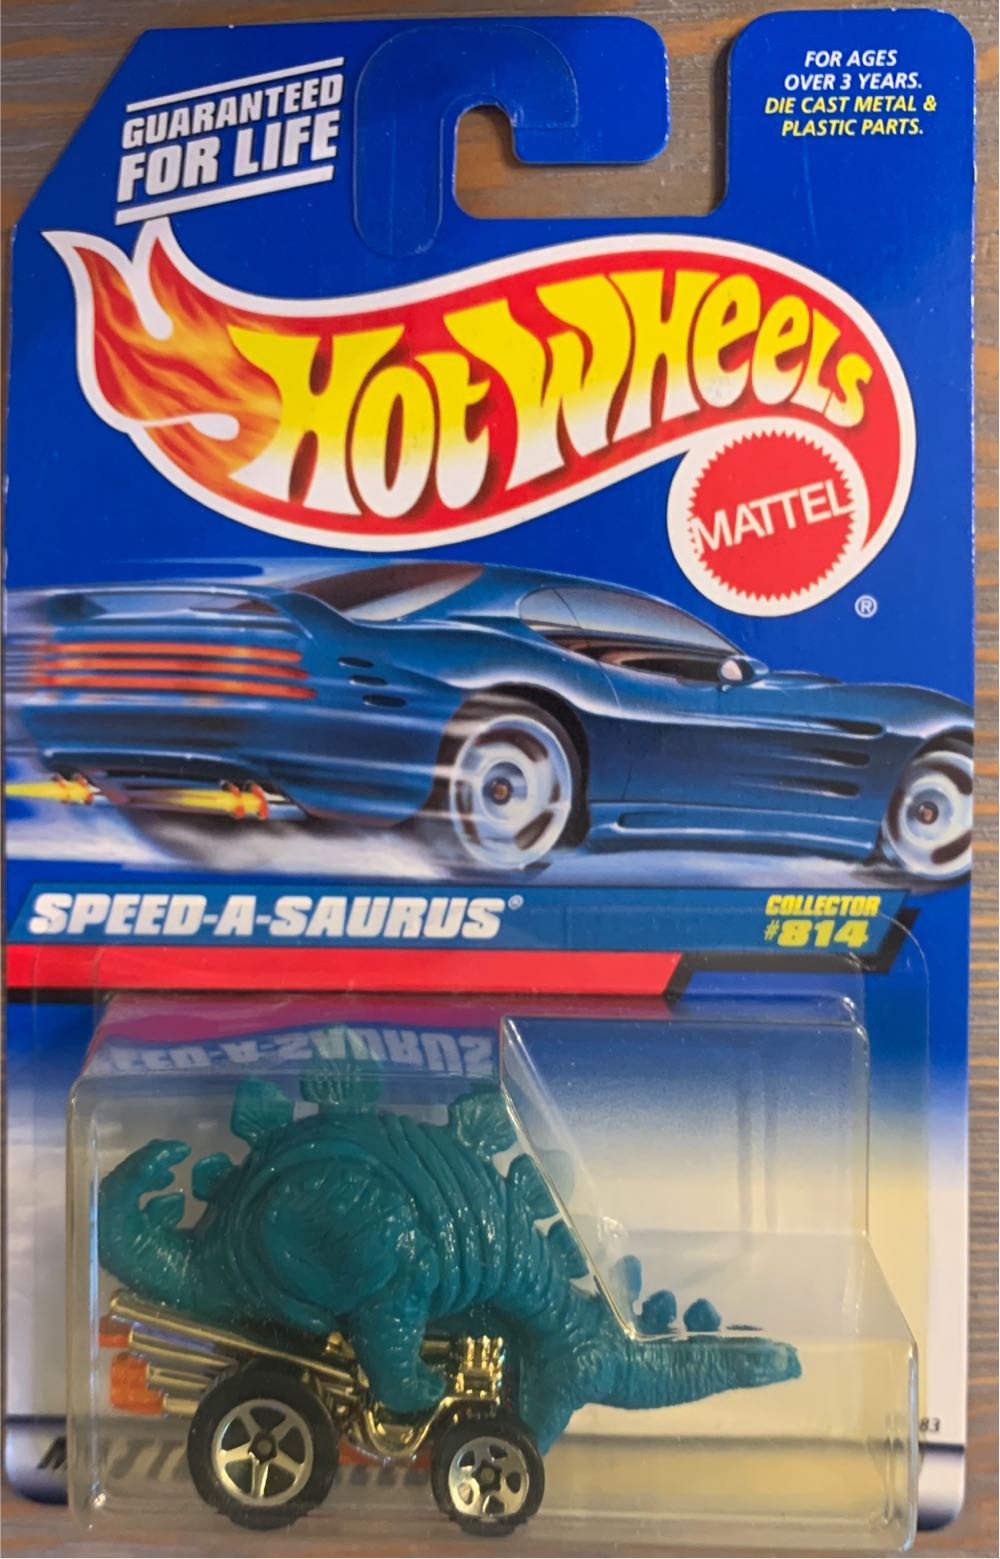 GUARANTEED
FOR LIFE
FOR AGES
OVER 3 YEARS.
DIE CAST METAL &
PLASTIC PARTS.
HOT WHEELS
MATTEL
®
SPEED-A-SAURUS®
COLLECTOR
#814
83